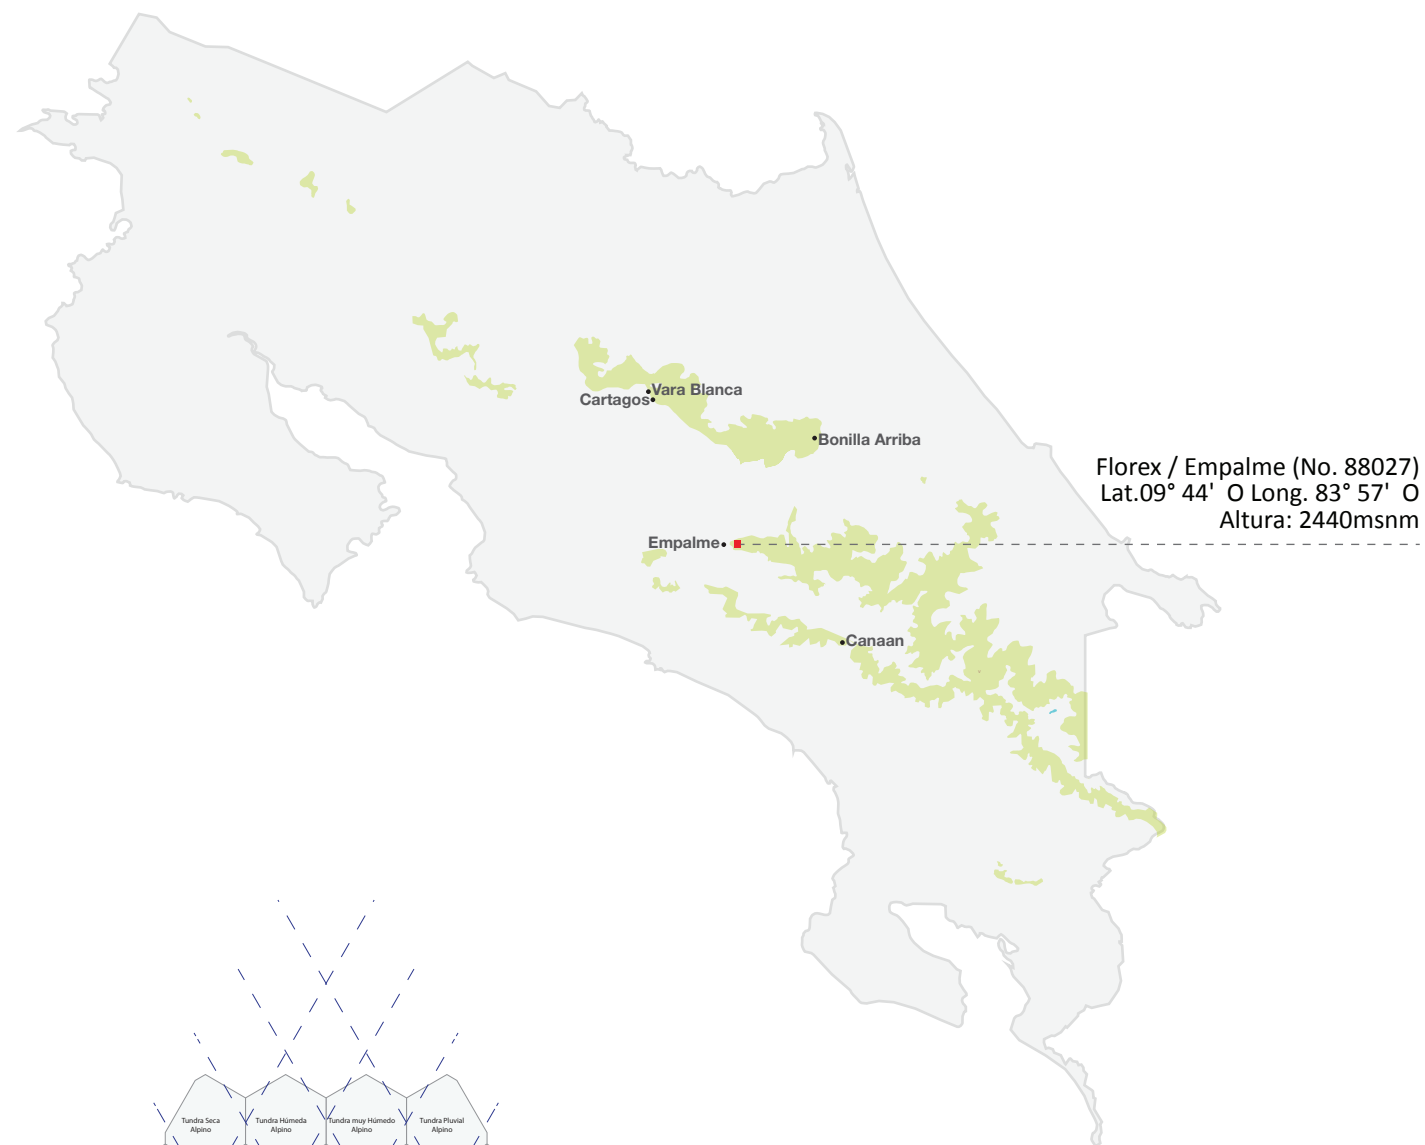 Vara Blanca
Cartagos
Bonilla Arriba
Florex / Empalme (No. 88027)
Lat.09° 44' O Long. 83° 57' O
Altura: 2440msnm
Empalme
Canaan
Tundra Seca
Alpino
Tundra Húmeda
Alpino
Tundra muy Húmedo
Alpino
Tundra Pluvial
Alpino